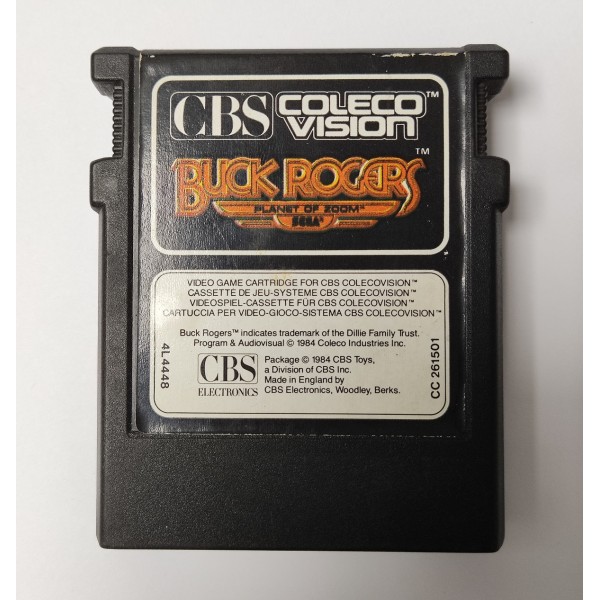 CBS COLECO VISION™
BUCK ROGERS™
PLANET OF ZOOM™
SEGA®
VIDEO GAME CARTRIDGE FOR CBS COLECOVISION™
CASSETTE DE JEU-SYSTEME CBS COLECOVISION™
VIDEOSPIEL-CASSETTE FÜR CBS COLECOVISION™
CARTUCCIA PER VIDEO-GIOCO-SISTEMA CBS COLECOVISION™
Buck Rogers™ indicates trademark of the Dillie Family Trust.
Program & Audiovisual © 1984 Coleco Industries Inc.
CBS
ELECTRONICS
Package © 1984 CBS Toys,
a Division of CBS Inc.
Made in England by
CBS Electronics, Woodley, Berks.
4L4448
CC 261501